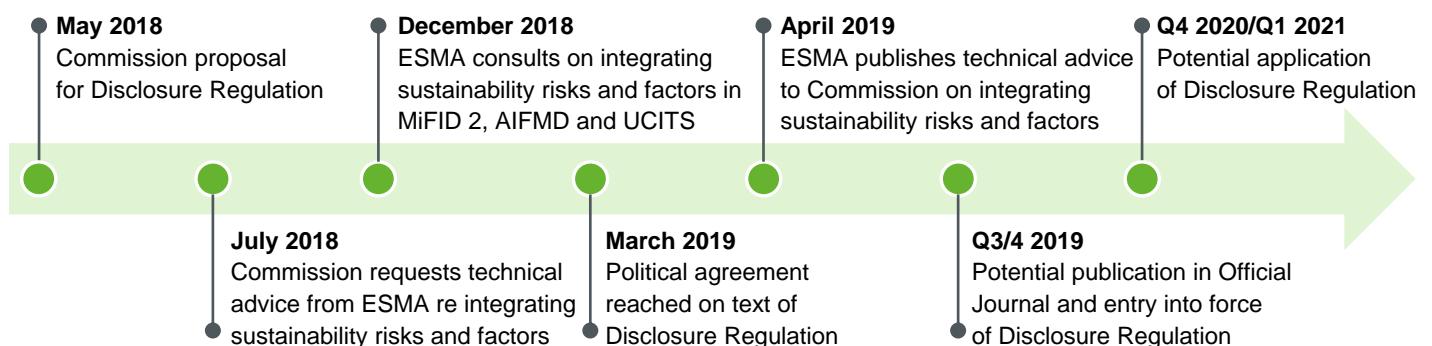 May 2018
Commission proposal
for Disclosure Regulation
December 2018
ESMA consults on integrating
sustainability risks and factors in
MiFID 2, AIFMD and UCITS
April 2019
ESMA publishes technical advice
to Commission on integrating
sustainability risks and factors
Q4 2020/Q1 2021
Potential application
of Disclosure Regulation
July 2018
Commission requests technical
advice from ESMA re integrating
sustainability risks and factors
March 2019
Political agreement
reached on text of
Disclosure Regulation
Q3/4 2019
Potential publication in Official
Journal and entry into force
of Disclosure Regulation